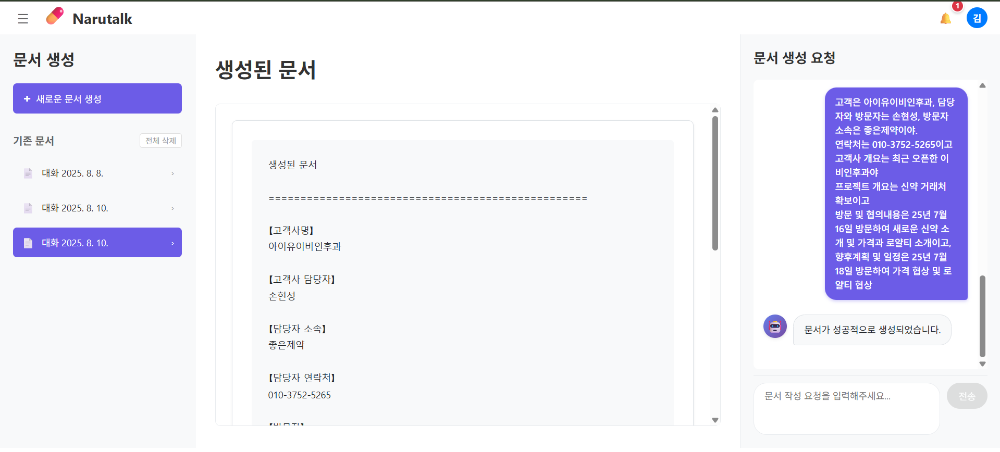 Narutalk
1
김
문서 생성
+ 새로운 문서 생성
기존 문서
전체 삭제
대화 2025. 8. 8.
대화 2025. 8. 10.
대화 2025. 8. 10.
생성된 문서
생성된 문서
==================================================
【고객사명】
아이유이비인후과
【고객사 담당자】
손현성
【담당자 소속】
좋은제약
【담당자 연락처】
010-3752-5265
문서 생성 요청
고객은 아이유이비인후과, 담당
자와 방문자는 손현성, 방문자
소속은 좋은제약이야.
연락처는 010-3752-5265이고
고객사 개요는 최근 오픈한 이
비인후과야
프로젝트 개요는 신약 거래처
확보이고
방문 및 협의내용은 25년 7월
16일 방문하여 새로운 신약 소
개 및 가격과 로얄티 소개이고,
향후계획 및 일정은 25년 7월
18일 방문하여 가격 협상 및 로
얄티 협상
문서가 성공적으로 생성되었습니다.
문서 작성 요청을 입력해주세요...
전송